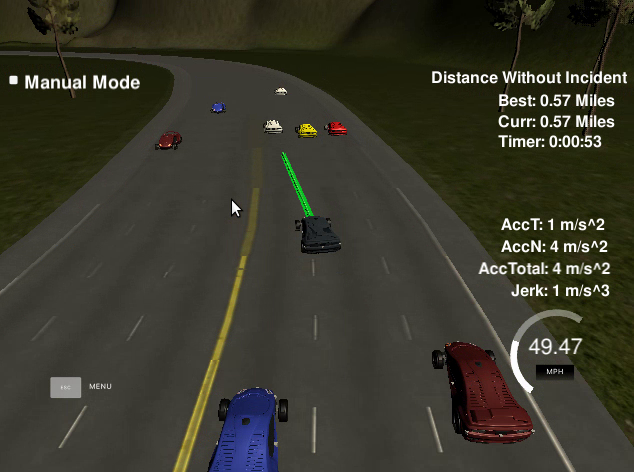 Manual Mode
Distance Without Incident
Best: 0.57 Miles
Curr: 0.57 Miles
Timer: 0:00:53
AccT: 1 m/s^2
AccN: 4 m/s^2
AccTotal: 4 m/s^2
Jerk: 1 m/s^3
49.47
MPH
ESC MENU